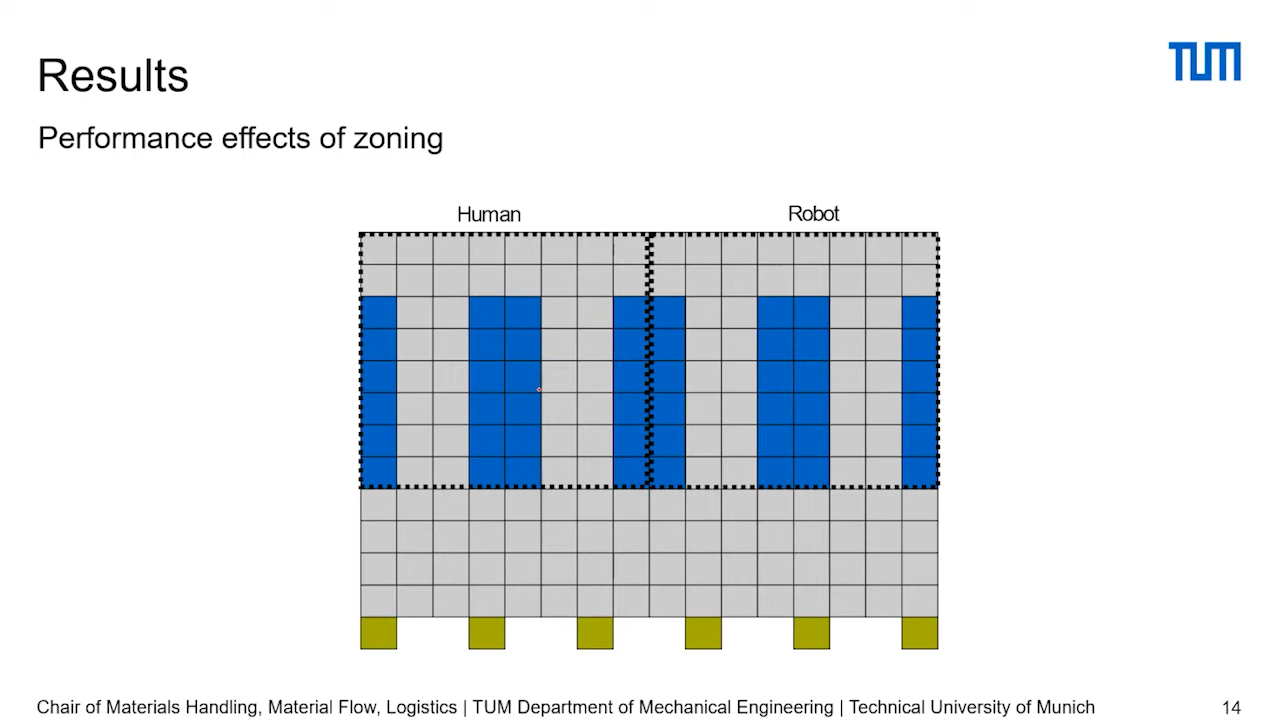 TUM
Results
Performance effects of zoning
Human
Robot
Chair of Materials Handling, Material Flow, Logistics | TUM Department of Mechanical Engineering | Technical University of Munich
14